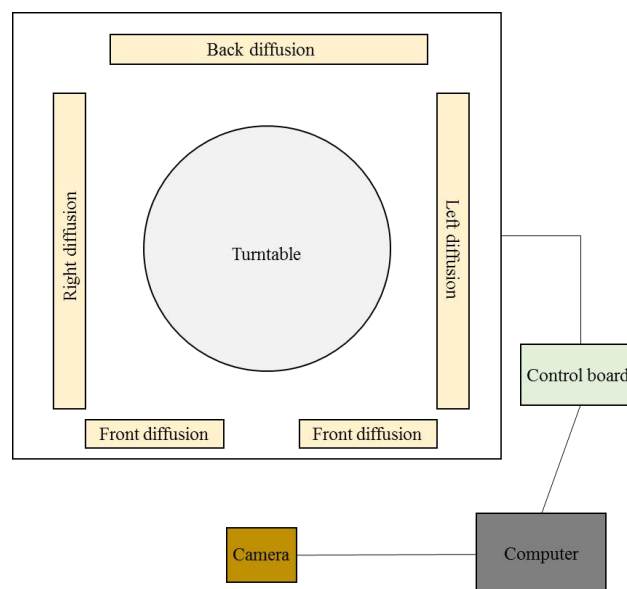 Back diffusion
Right diffusion
Left diffusion
Turntable
Control board
Front diffusion
Front diffusion
Camera
Computer